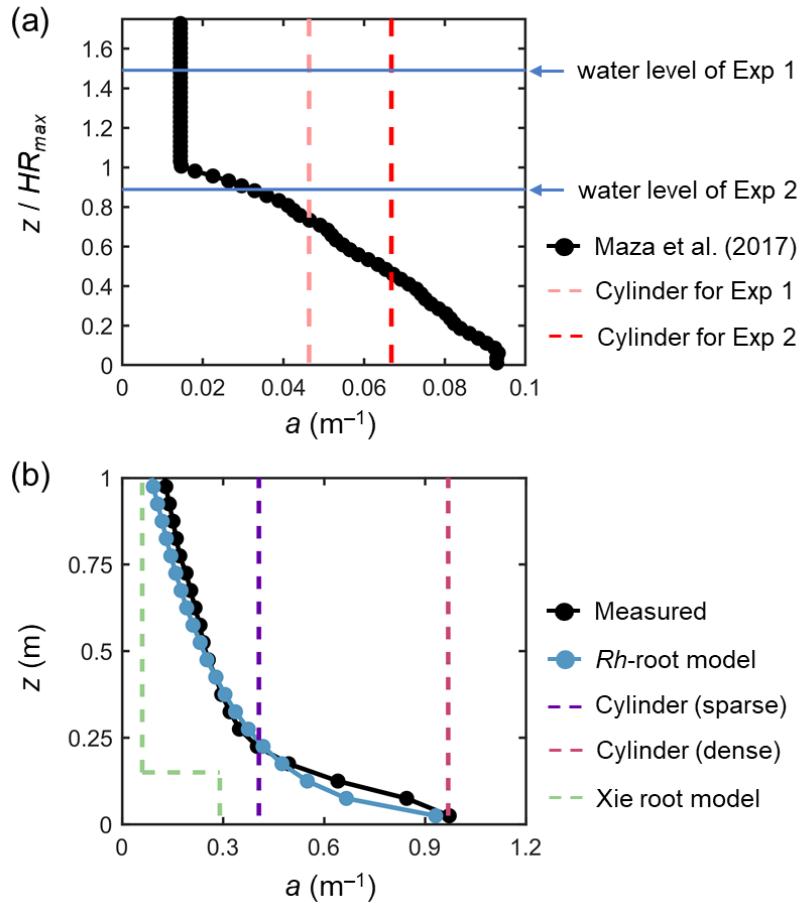 (a)
1.6
1.4
1.2
1
0.8
0.6
0.4
0.2
0
z / HRmax
0 0.02 0.04 0.06 0.08 0.1
a (m⁻¹)
water level of Exp 1
water level of Exp 2
Maza et al. (2017)
Cylinder for Exp 1
Cylinder for Exp 2
(b)
1
0.75
0.5
0.25
0
z (m)
0 0.3 0.6 0.9 1.2
a (m⁻¹)
Measured
Rh-root model
Cylinder (sparse)
Cylinder (dense)
Xie root model